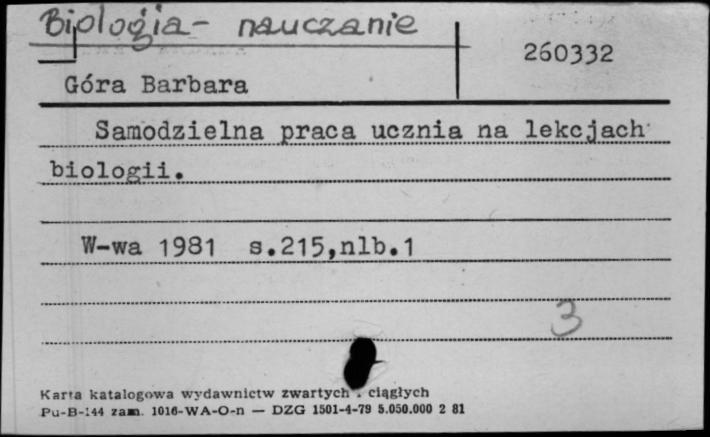 Biologia - nauczanie
260332
Góra Barbara
Samodzielna praca ucznia na lekcjach
biologii.
W-wa 1981 s.215,nlb.1
3
Karta katalogowa wydawnictw zwartych i ciągłych
Pu-B-144 zam. 1016-WA-O-n — DZG 1501-4-79 5.050.000 2 81